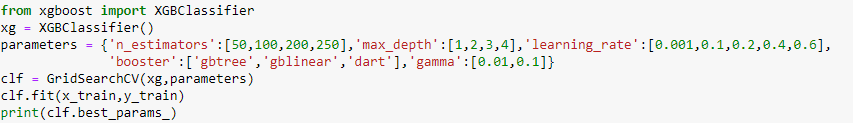 from xgboost import XGBClassifier
xg = XGBClassifier()
parameters = {'n_estimators':[50,100,200,250],'max_depth':[1,2,3,4],'learning_rate':[0.001,0.1,0.2,0.4,0.6],
'booster':['gbtree','gblinear','dart'],'gamma':[0.01,0.1]}
clf = GridSearchCV(xg,parameters)
clf.fit(x_train,y_train)
print(clf.best_params_)